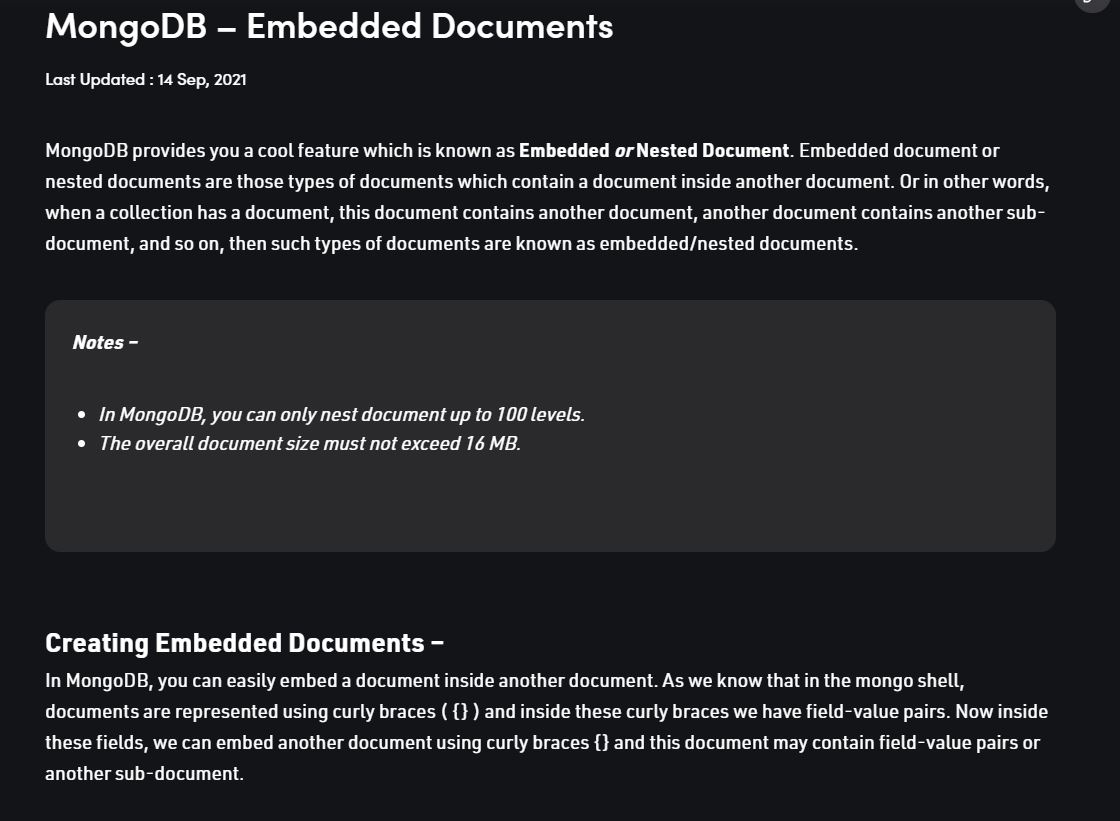 MongoDB – Embedded Documents
Last Updated : 14 Sep, 2021
MongoDB provides you a cool feature which is known as Embedded or Nested Document. Embedded document or
nested documents are those types of documents which contain a document inside another document. Or in other words,
when a collection has a document, this document contains another document, another document contains another sub-
document, and so on, then such types of documents are known as embedded/nested documents.
Notes –
• In MongoDB, you can only nest document up to 100 levels.
• The overall document size must not exceed 16 MB.
Creating Embedded Documents –
In MongoDB, you can easily embed a document inside another document. As we know that in the mongo shell,
documents are represented using curly braces ( {} ) and inside these curly braces we have field-value pairs. Now inside
these fields, we can embed another document using curly braces {} and this document may contain field-value pairs or
another sub-document.